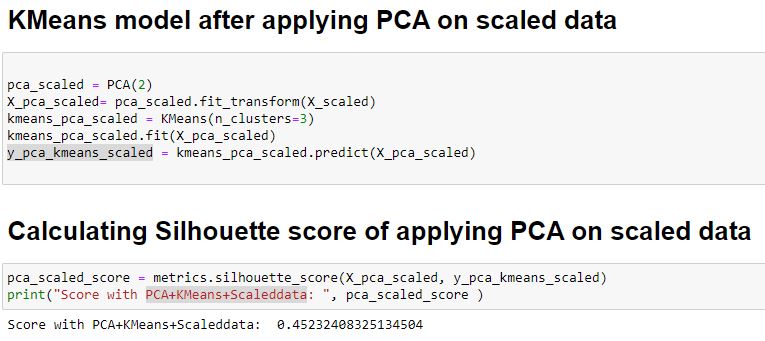 KMeans model after applying PCA on scaled data
pca_scaled = PCA(2)
X_pca_scaled= pca_scaled.fit_transform(X_scaled)
kmeans_pca_scaled = KMeans(n_clusters=3)
kmeans_pca_scaled.fit(X_pca_scaled)
y_pca_kmeans_scaled = kmeans_pca_scaled.predict(X_pca_scaled)
Calculating Silhouette score of applying PCA on scaled data
pca_scaled_score = metrics.silhouette_score(X_pca_scaled, y_pca_kmeans_scaled)
print("Score with PCA+KMeans+Scaleddata: ", pca_scaled_score )
Score with PCA+KMeans+Scaleddata:  0.45232408325134504